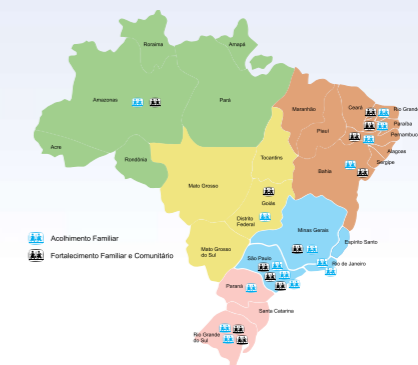 Roraima
Amapá
Amazonas
Pará
Maranhão
Ceará
Rio Grande
Paraíba
Pernambuco
Piauí
Acre
Alagoas
Sergipe
Rondônia
Tocantins
Bahia
Mato Grosso
Goiás
Distrito
Federal
Minas Gerais
Acolhimento Familiar
Espírito Santo
Mato Grosso
do Sul
Fortalecimento Familiar e Comunitário
São Paulo
Rio de Janeiro
Paraná
Santa Catarina
Rio Grande
do Sul